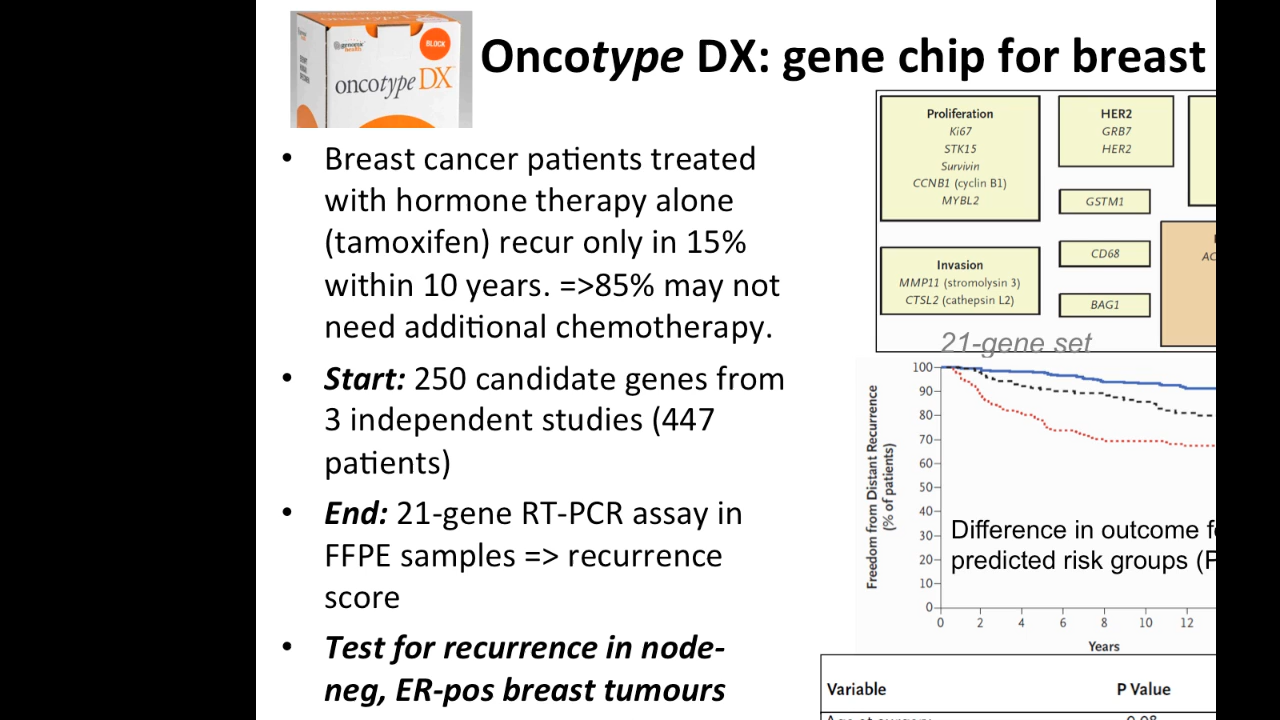 genomic
health
BLOCK
oncotype DX
Oncotype DX: gene chip for breast
• Breast cancer patients treated
with hormone therapy alone
(tamoxifen) recur only in 15%
within 10 years. =>85% may not
need additional chemotherapy.
• Start: 250 candidate genes from
3 independent studies (447
patients)
• End: 21-gene RT-PCR assay in
FFPE samples => recurrence
score
• Test for recurrence in node-
neg, ER-pos breast tumours
Proliferation
Ki67
STK15
Survivin
CCNB1 (cyclin B1)
MYBL2
HER2
GRB7
HER2
GSTM1
Invasion
MMP11 (stromolysin 3)
CTSL2 (cathepsin L2)
CD68
BAG1
AC
21-gene set
Freedom from Distant Recurrence
(% of patients)
100
90
80
70
60
50
40
30
20
10
0
Difference in outcome f
predicted risk groups (P
0 2 4 6 8 10 12
Years
Variable P Value